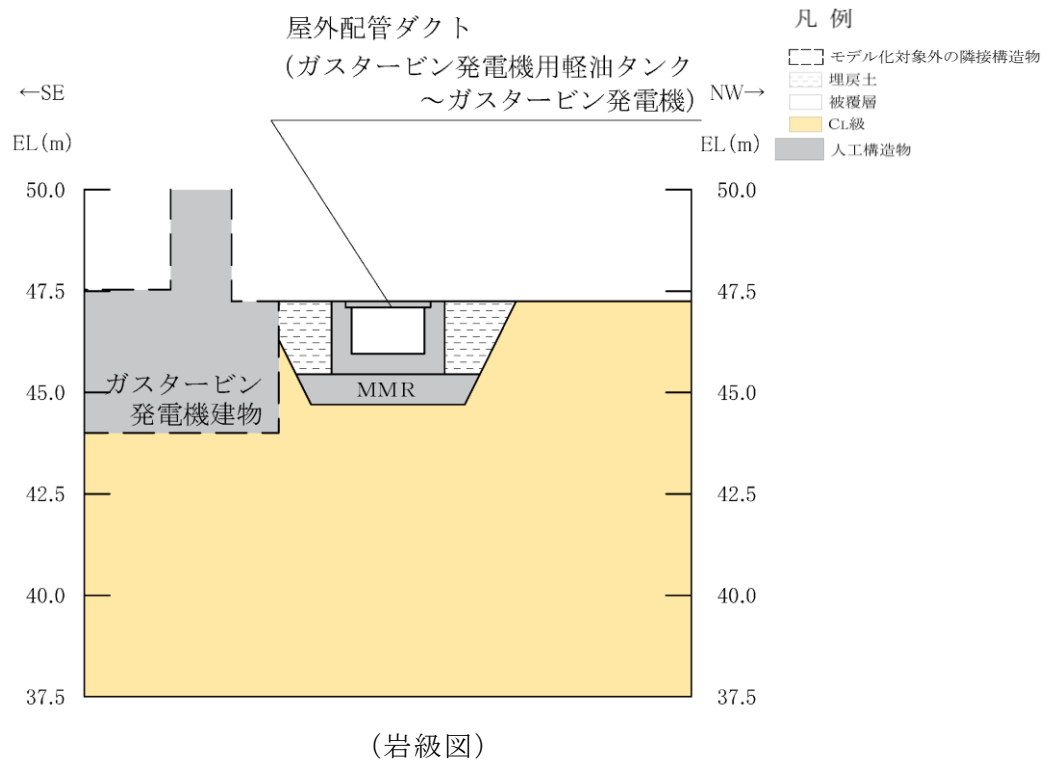 屋外配管ダクト
(ガスタービン発電機用軽油タンク
～ガスタービン発電機)
凡 例
モデル化対象外の隣接構造物
埋戻土
被覆層
CL級
人工構造物
←SE
NW→
EL(m)
EL(m)
50.0
50.0
47.5
47.5
45.0
45.0
42.5
42.5
40.0
40.0
37.5
37.5
ガスタービン
発電機建物
MMR
(岩級図)